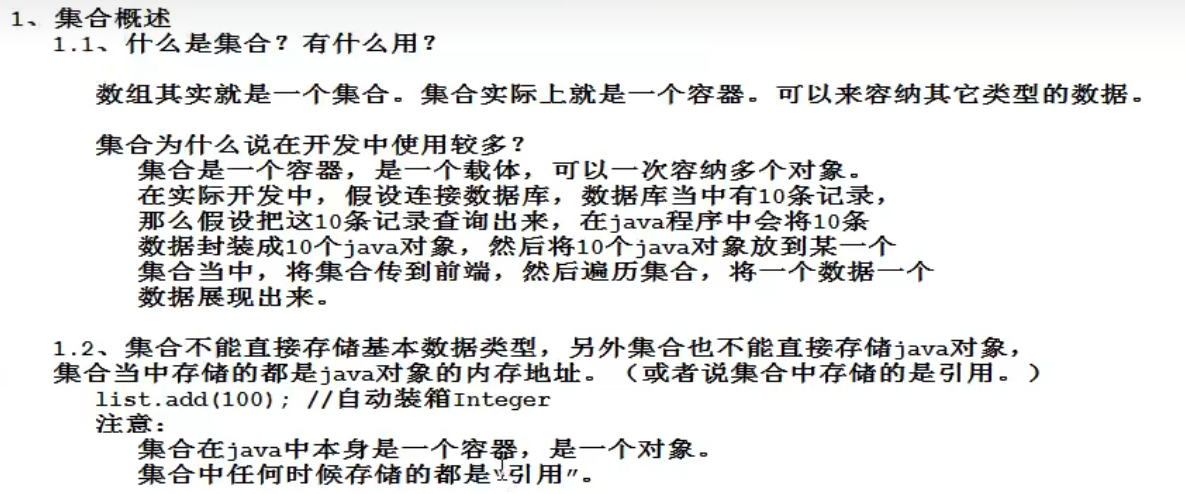 1、集合概述
1.1、什么是集合？有什么用？
数组其实就是一个集合。集合实际上就是一个容器。可以来容纳其它类型的数据。
集合为什么说在开发中使用较多？
集合是一个容器，是一个载体，可以一次容纳多个对象。
在实际开发中，假设连接数据库，数据库当中有10条记录，
那么假设把这10条记录查询出来，在java程序中会将10条
数据封装成10个java对象，然后将10个java对象放到某一个
集合当中，将集合传到前端，然后遍历集合，将一个数据一个
数据展现出来。
1.2、集合不能直接存储基本数据类型，另外集合也不能直接存储java对象，
集合当中存储的都是java对象的内存地址。（或者说集合中存储的是引用。）
list.add(100); //自动装箱Integer
注意：
集合在java中本身是一个容器，是一个对象。
集合中任何时候存储的都是"引用"。